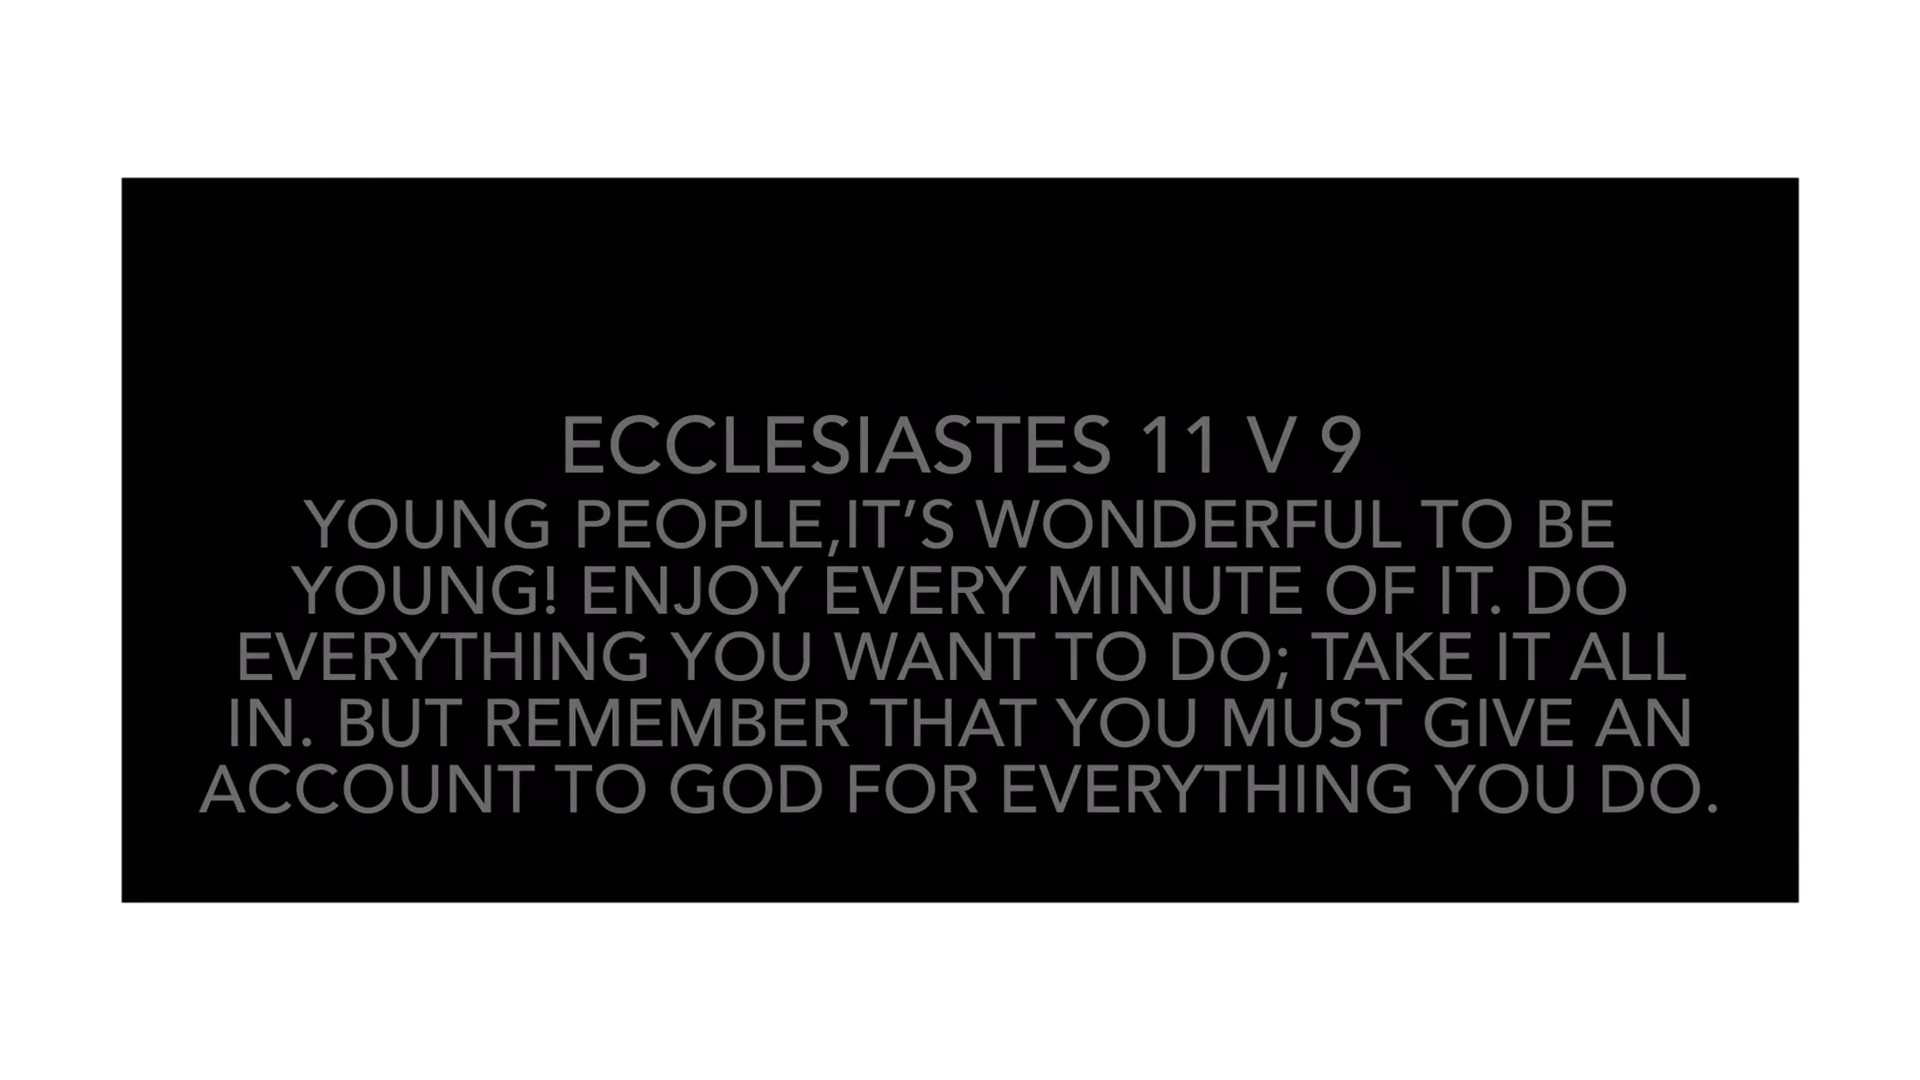 ECCLESIASTES 11 V 9
YOUNG PEOPLE,IT’S WONDERFUL TO BE
YOUNG! ENJOY EVERY MINUTE OF IT. DO
EVERYTHING YOU WANT TO DO; TAKE IT ALL
IN. BUT REMEMBER THAT YOU MUST GIVE AN
ACCOUNT TO GOD FOR EVERYTHING YOU DO.